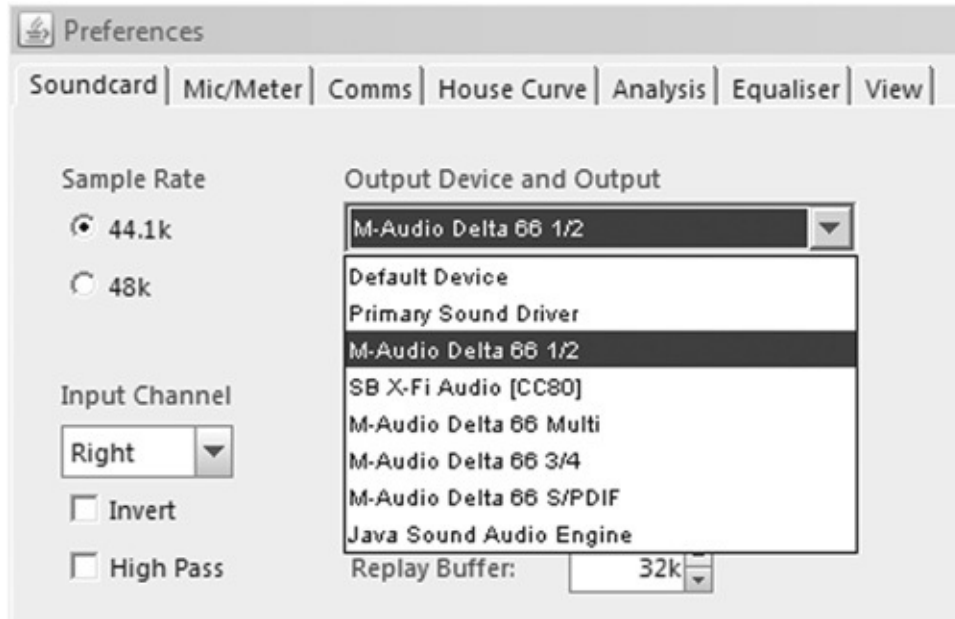 Preferences
Soundcard Mic/Meter Comms House Curve Analysis Equaliser View
Sample Rate
44.1k
48k
Output Device and Output
M-Audio Delta 66 1/2
Default Device
Primary Sound Driver
M-Audio Delta 66 1/2
SB X-Fi Audio [CC80]
M-Audio Delta 66 Multi
M-Audio Delta 66 3/4
M-Audio Delta 66 S/PDIF
Java Sound Audio Engine
Input Channel
Right
Invert
High Pass
Replay Buffer: 32k